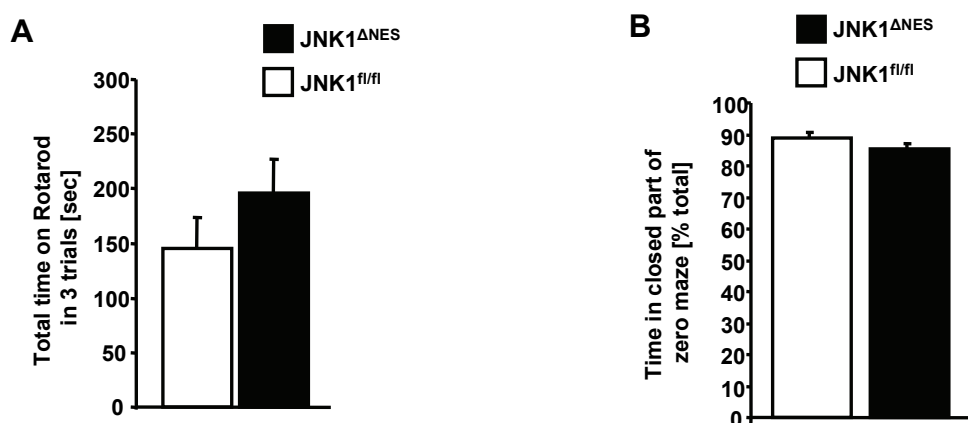 A
JNK1ΔNES
JNK1fl/fl
Total time on Rotarod
in 3 trials [sec]
300
250
200
150
100
50
0
B
JNK1ΔNES
JNK1fl/fl
Time in closed part of
zero maze [% total]
100
90
80
70
60
50
40
30
20
10
0